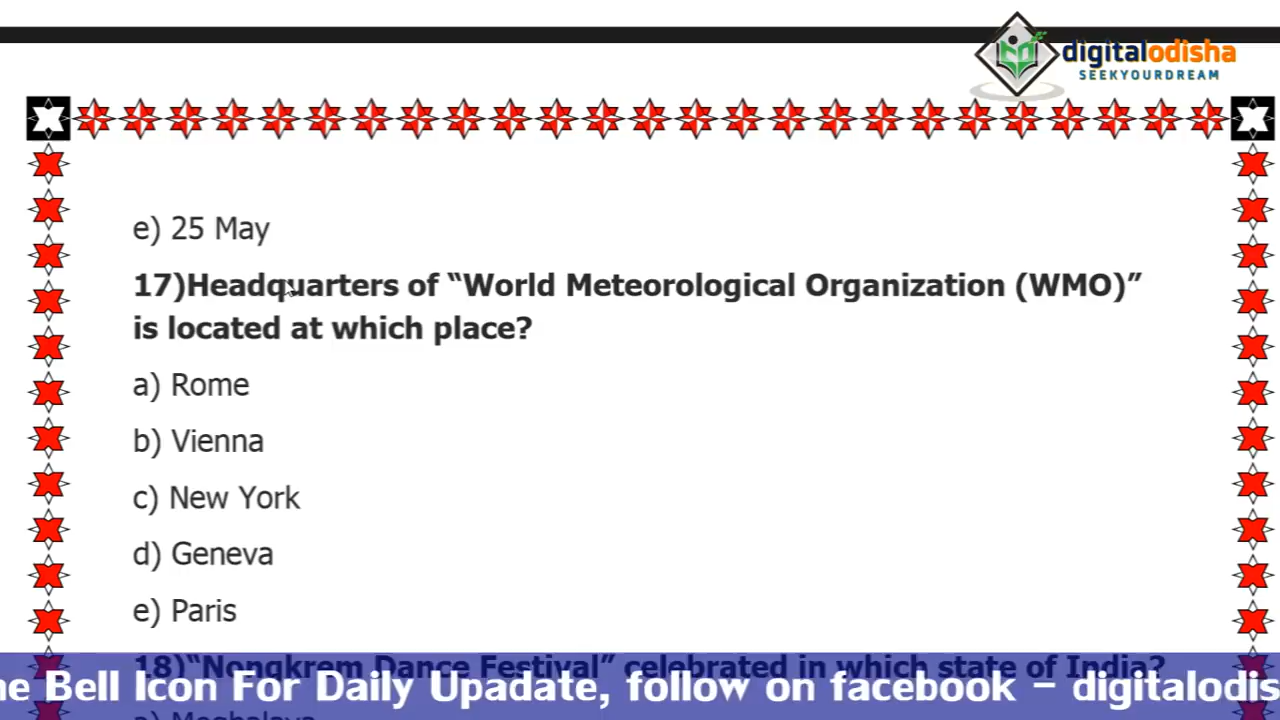 digitalodisha
SEEKYOURDREAM
e) 25 May
17)Headquarters of “World Meteorological Organization (WMO)”
is located at which place?
a) Rome
b) Vienna
c) New York
d) Geneva
e) Paris
18)“Nongkrem Dance Festival” celebrated in which state of India?
ne Bell Icon For Daily Upadate, follow on facebook – digitalodis
a) Meghalaya